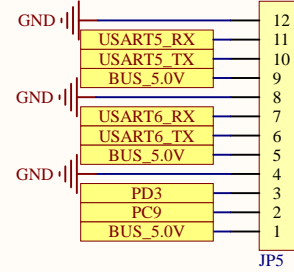 GND 12
USART5_RX 11
USART5_TX 10
BUS_5.0V 9
GND 8
USART6_RX 7
USART6_TX 6
BUS_5.0V 5
GND 4
PD3 3
PC9 2
BUS_5.0V 1
JP5